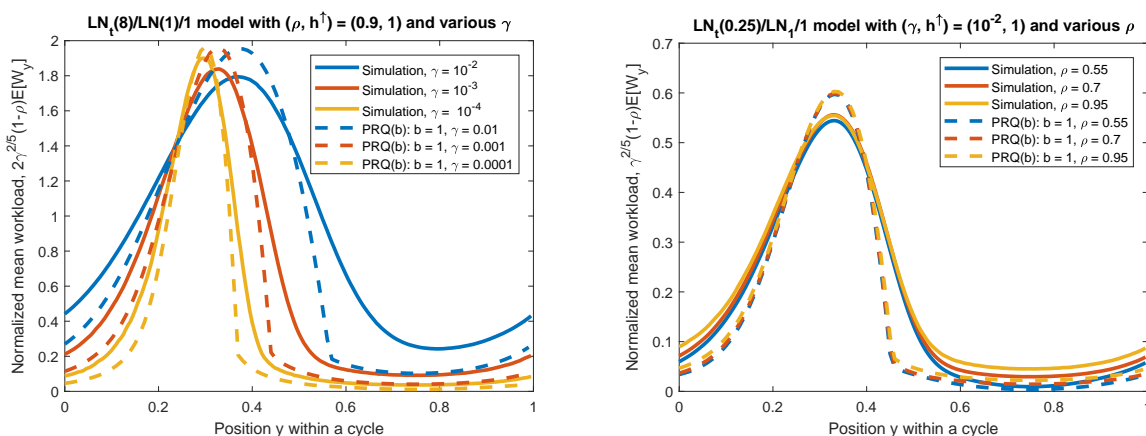 LNt(8)/LN(1)/1 model with (ρ, h↑) = (0.9, 1) and various γ
Normalized mean workload, 2γ^2/5(1-ρ)E[Wy]
2
1.8
1.6
1.4
1.2
1
0.8
0.6
0.4
0.2
0
Simulation, γ = 10^-2
Simulation, γ = 10^-3
Simulation, γ = 10^-4
PRQ(b): b = 1, γ = 0.01
PRQ(b): b = 1, γ = 0.001
PRQ(b): b = 1, γ = 0.0001
0 0.2 0.4 0.6 0.8 1
Position y within a cycle
LNt(0.25)/LN1/1 model with (γ, h↑) = (10^-2, 1) and various ρ
Normalized mean workload, γ^2/5(1-ρ)E[Wy]
0.7
0.6
0.5
0.4
0.3
0.2
0.1
0
Simulation, ρ = 0.55
Simulation, ρ = 0.7
Simulation, ρ = 0.95
PRQ(b): b = 1, ρ = 0.55
PRQ(b): b = 1, ρ = 0.7
PRQ(b): b = 1, ρ = 0.95
0 0.2 0.4 0.6 0.8 1
Position y within a cycle